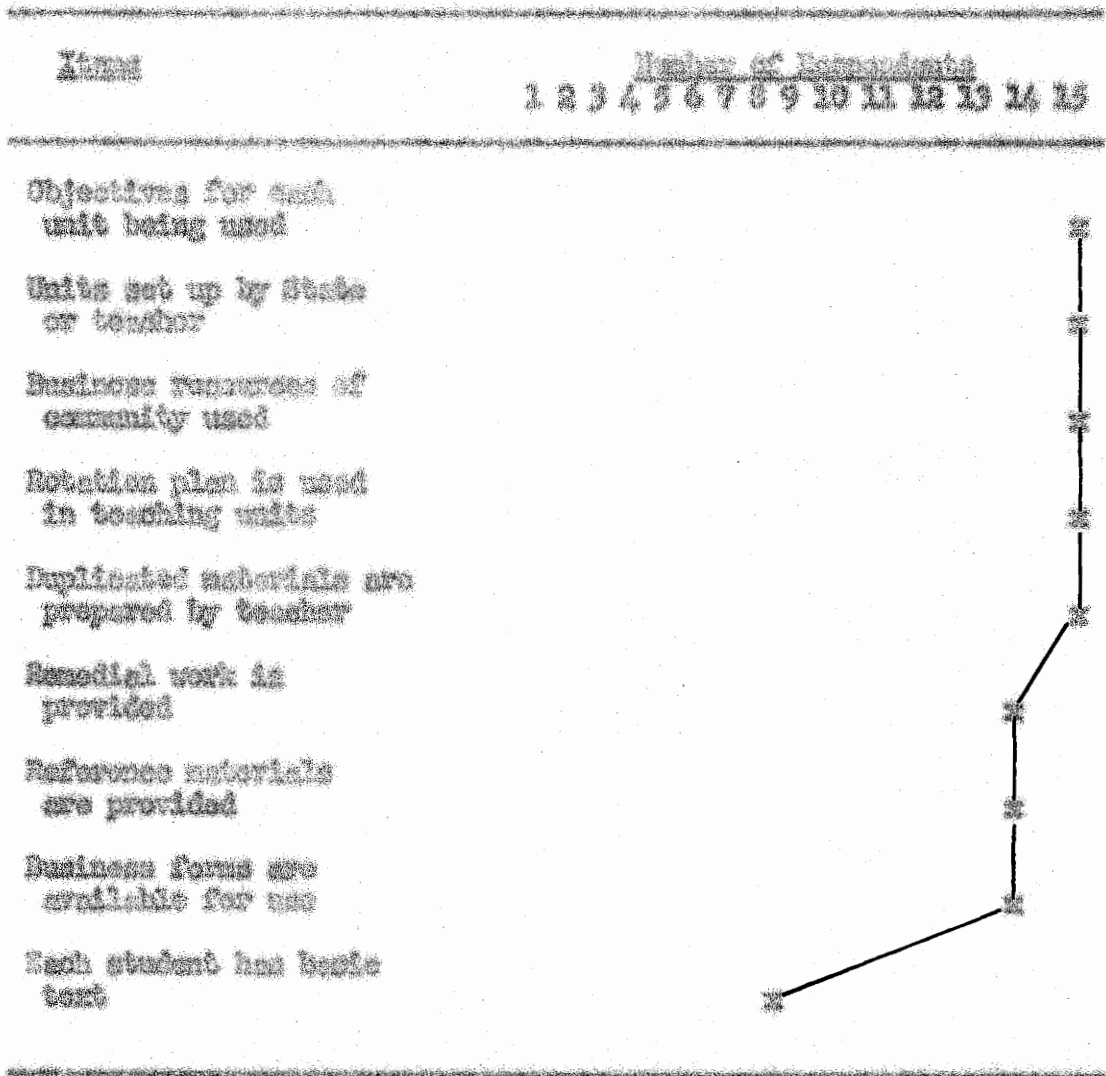 Items
Number of Respondents
1 2 3 4 5 6 7 8 9 10 11 12 13 14 15
Objectives for each
unit being used
x
Units set up by State
or teacher
x
Business resources of
community used
x
Rotation plan is used
in teaching units
x
Duplicated materials are
prepared by teacher
x
Remedial work is
provided
x
Reference materials
are provided
x
Business forms are
available for use
x
Each student has basic
text
x